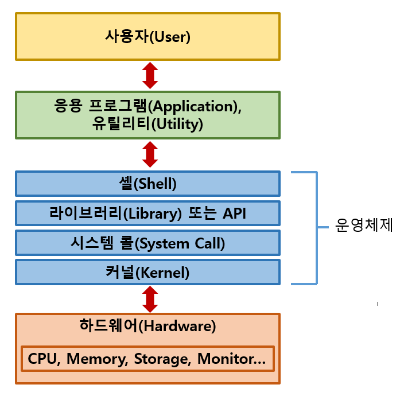 사용자(User)
응용 프로그램(Application),
유틸리티(Utility)
셸(Shell)
라이브러리(Library) 또는 API
시스템 콜(System Call)
커널(Kernel)
운영체제
하드웨어(Hardware)
CPU, Memory, Storage, Monitor...